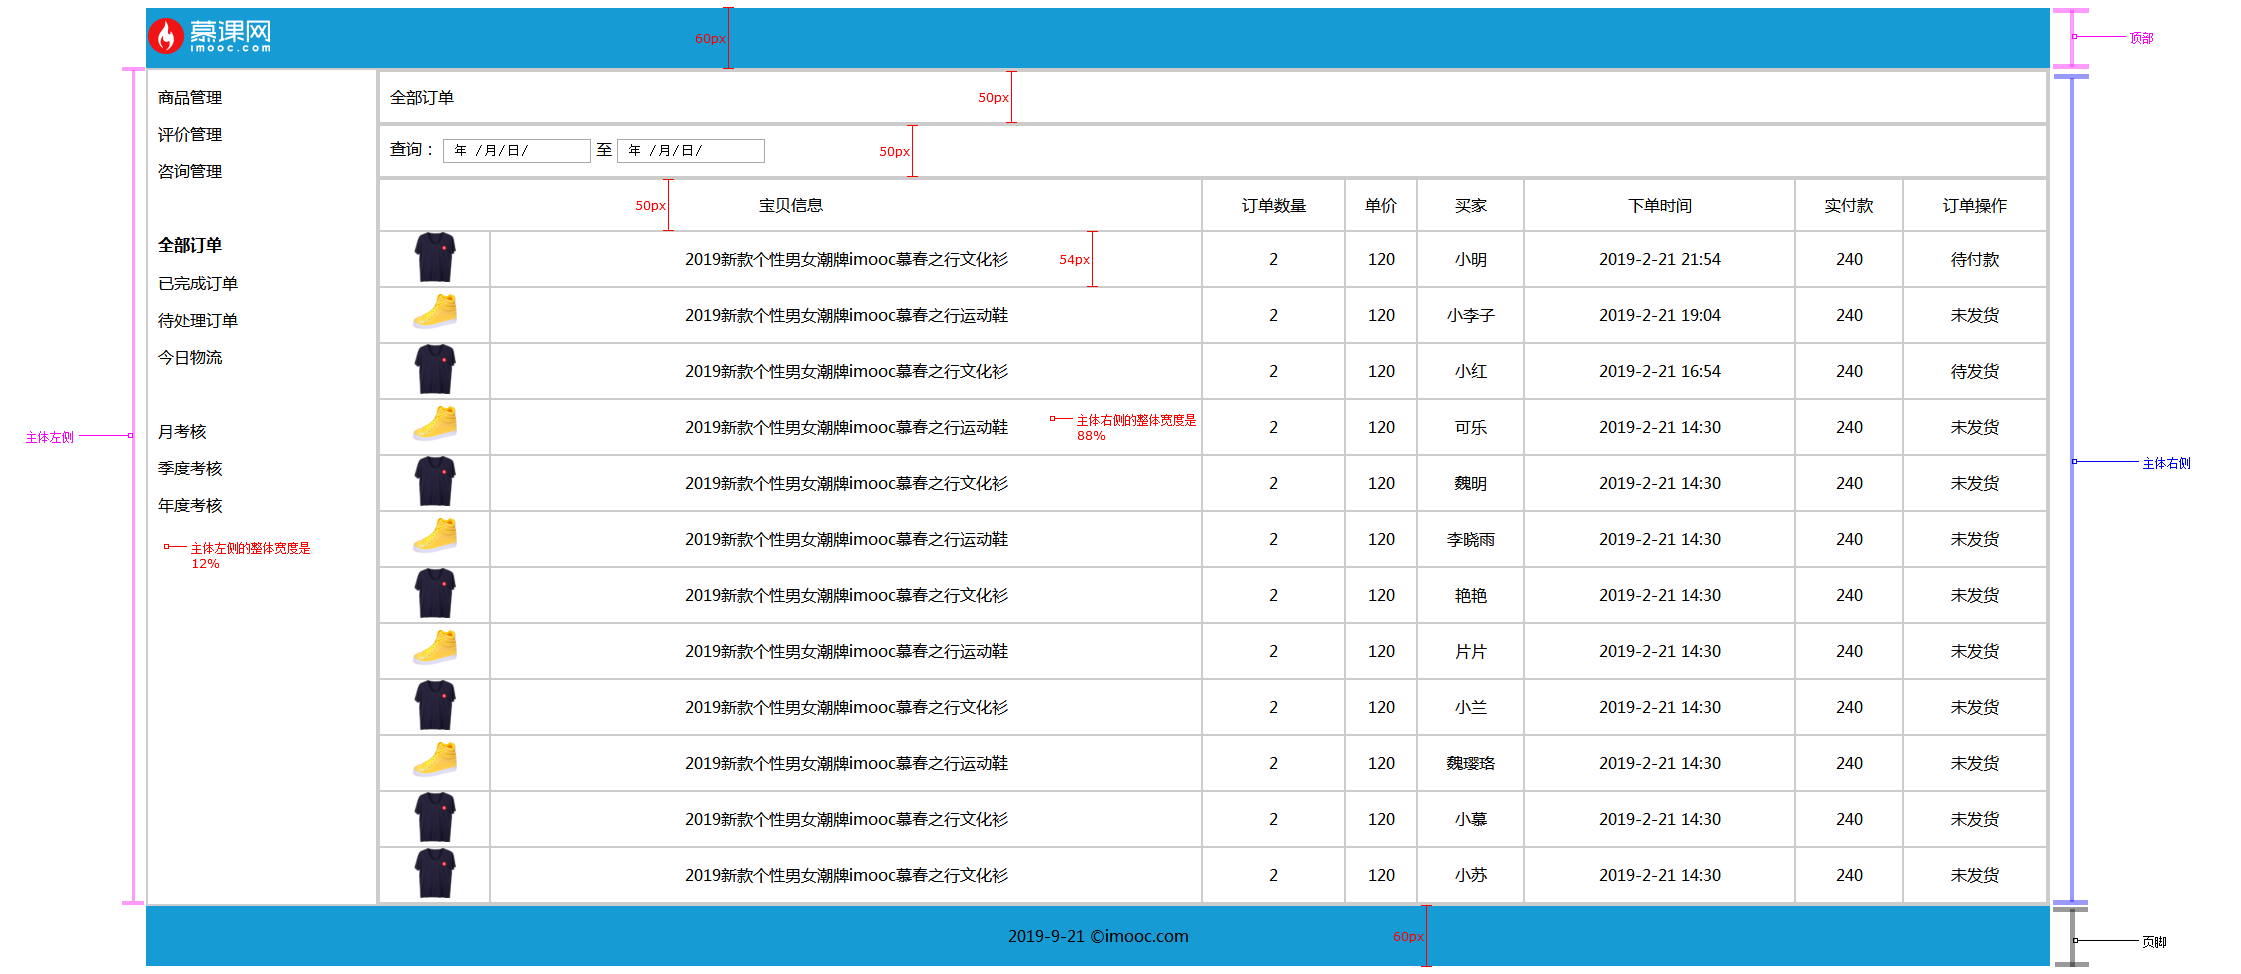 慕课网
imooc.com
60px
顶部
商品管理
评价管理
咨询管理
全部订单
已完成订单
待处理订单
今日物流
月考核
季度考核
年度考核
主体左侧的整体宽度是
12%
主体左侧
全部订单
50px
查询： 年 /月/日/ 至 年 /月/日/
50px
50px
宝贝信息 订单数量 单价 买家 下单时间 实付款 订单操作
2019新款个性男女潮牌imooc慕春之行文化衫 54px 2 120 小明 2019-2-21 21:54 240 待付款
2019新款个性男女潮牌imooc慕春之行运动鞋 2 120 小李子 2019-2-21 19:04 240 未发货
2019新款个性男女潮牌imooc慕春之行文化衫 2 120 小红 2019-2-21 16:54 240 待发货
2019新款个性男女潮牌imooc慕春之行运动鞋 2 120 可乐 2019-2-21 14:30 240 未发货
主体右侧的整体宽度是
88%
2019新款个性男女潮牌imooc慕春之行文化衫 2 120 魏明 2019-2-21 14:30 240 未发货
2019新款个性男女潮牌imooc慕春之行运动鞋 2 120 李晓雨 2019-2-21 14:30 240 未发货
2019新款个性男女潮牌imooc慕春之行文化衫 2 120 艳艳 2019-2-21 14:30 240 未发货
2019新款个性男女潮牌imooc慕春之行运动鞋 2 120 片片 2019-2-21 14:30 240 未发货
2019新款个性男女潮牌imooc慕春之行文化衫 2 120 小兰 2019-2-21 14:30 240 未发货
2019新款个性男女潮牌imooc慕春之行运动鞋 2 120 魏璎珞 2019-2-21 14:30 240 未发货
2019新款个性男女潮牌imooc慕春之行文化衫 2 120 小慕 2019-2-21 14:30 240 未发货
2019新款个性男女潮牌imooc慕春之行文化衫 2 120 小苏 2019-2-21 14:30 240 未发货
主体右侧
2019-9-21 ©imooc.com
60px
页脚